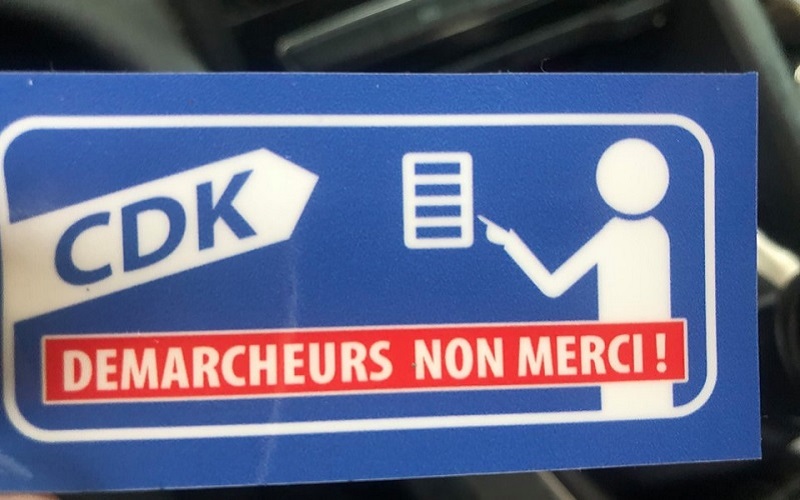 CDK
DEMARCHEURS NON MERCI !